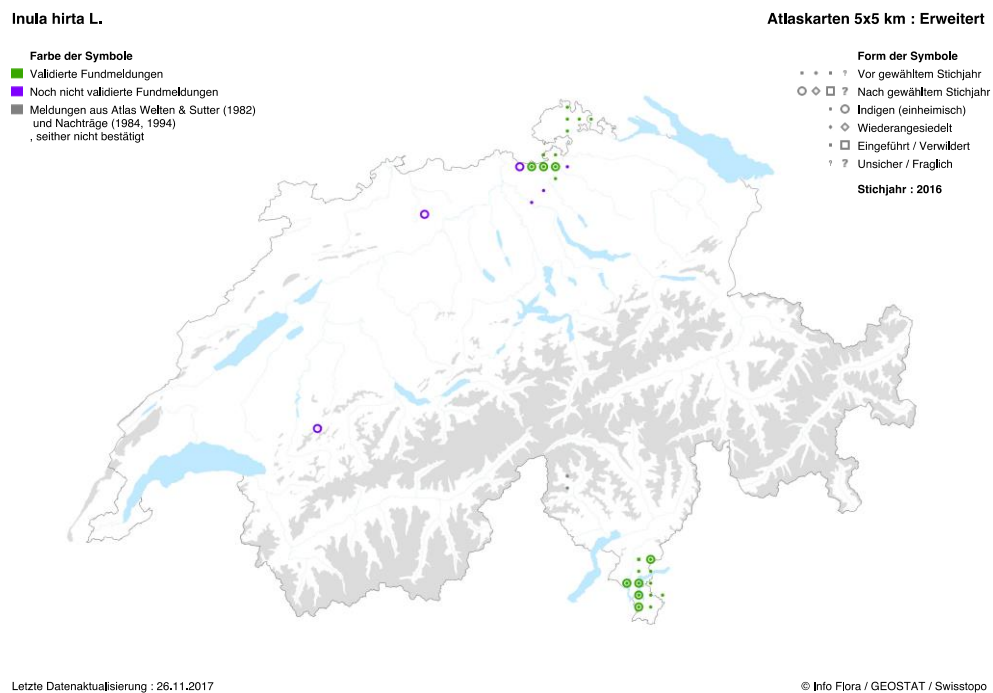 Inula hirta L.
Atlaskarten 5x5 km : Erweitert
Farbe der Symbole
Validierte Fundmeldungen
Noch nicht validierte Fundmeldungen
Meldungen aus Atlas Welten & Sutter (1982)
und Nachträge (1984, 1994)
, seither nicht bestätigt
Form der Symbole
? Vor gewähltem Stichjahr
? Nach gewähltem Stichjahr
Indigen (einheimisch)
Wiederangesiedelt
Eingeführt / Verwildert
? ? Unsicher / Fraglich
Stichjahr : 2016
Letzte Datenaktualisierung : 26.11.2017
© Info Flora / GEOSTAT / Swisstopo